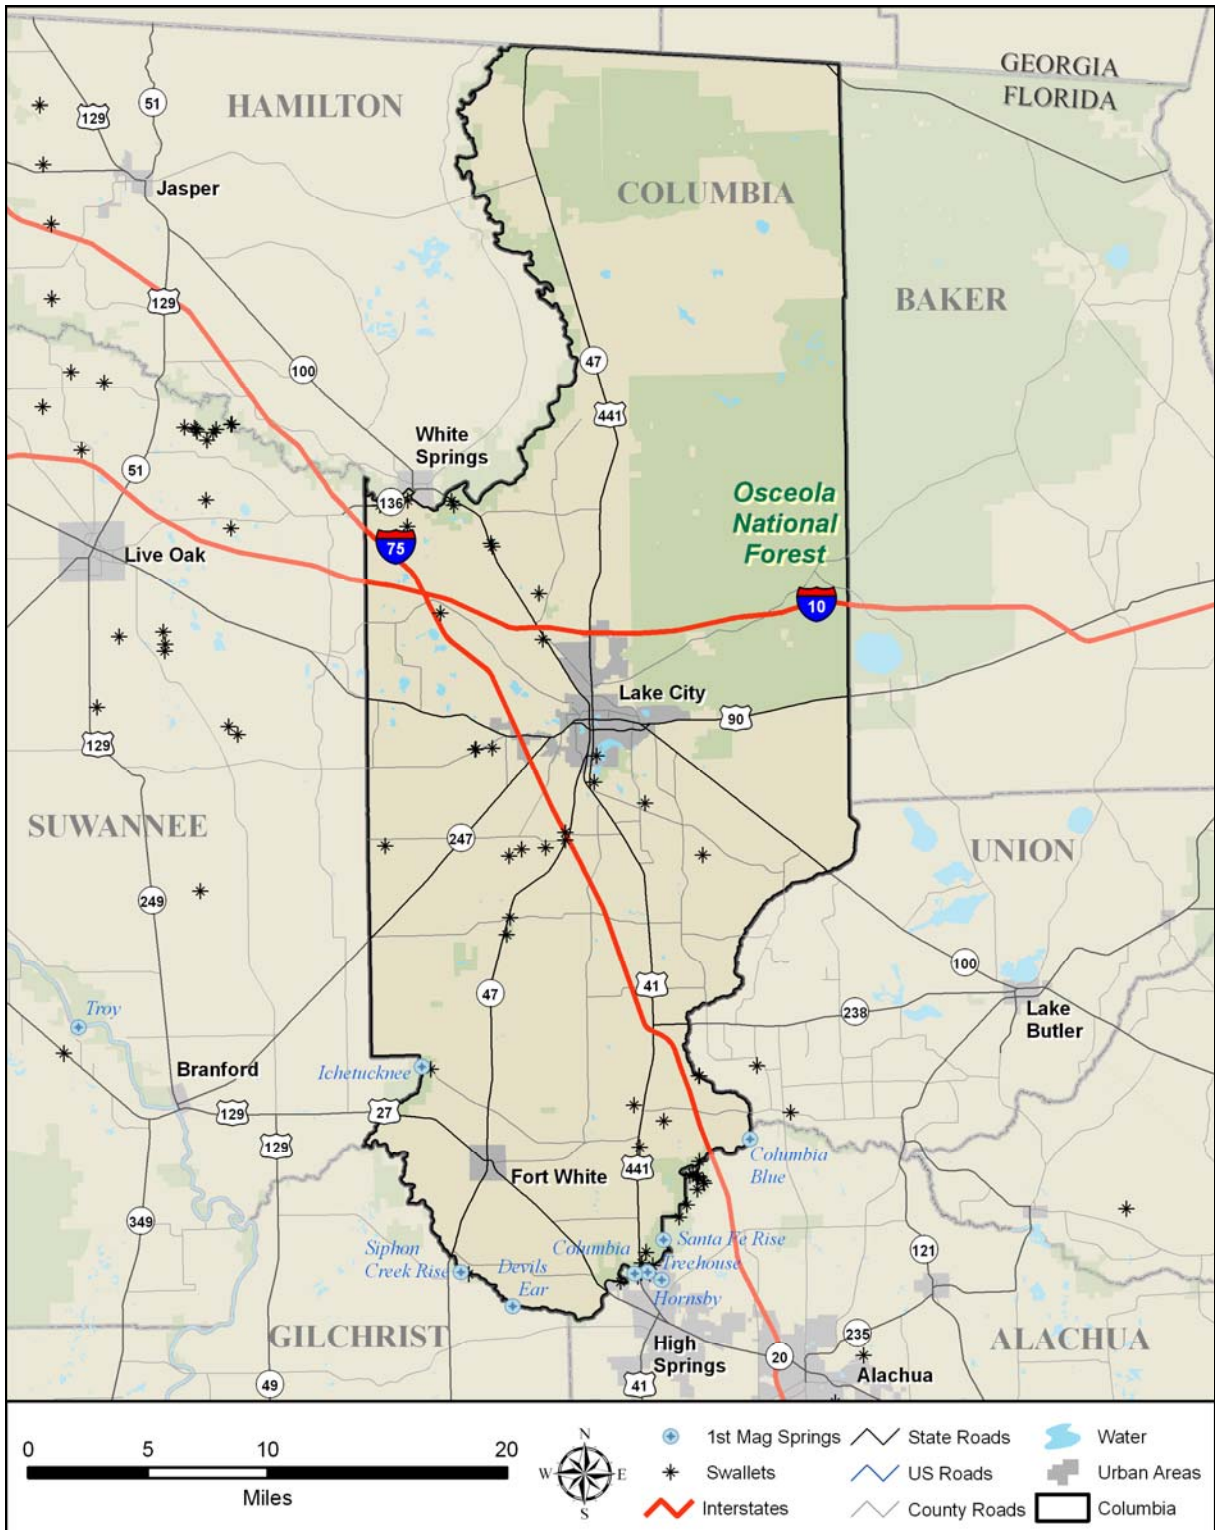 GEORGIA
FLORIDA
HAMILTON
51
129
Jasper
COLUMBIA
BAKER
129
100
47
441
White
Springs
51
136
Osceola
National
Forest
75
Live Oak
10
Lake City
90
129
SUWANNEE
247
UNION
249
100
47
41
238
Lake
Butler
Troy
Branford
Ichetucknee
27
129
129
Columbia
Blue
Fort White
441
349
Siphon
Creek Rise
Devils
Ear
Columbia
Santa Fe Rise
Treehouse
Hornsby
121
GILCHRIST
High
Springs
235
ALACHUA
20
Alachua
49
41
0 5 10 20
Miles
N
W E
S
1st Mag Springs
Swallets
Interstates
State Roads
US Roads
County Roads
Water
Urban Areas
Columbia